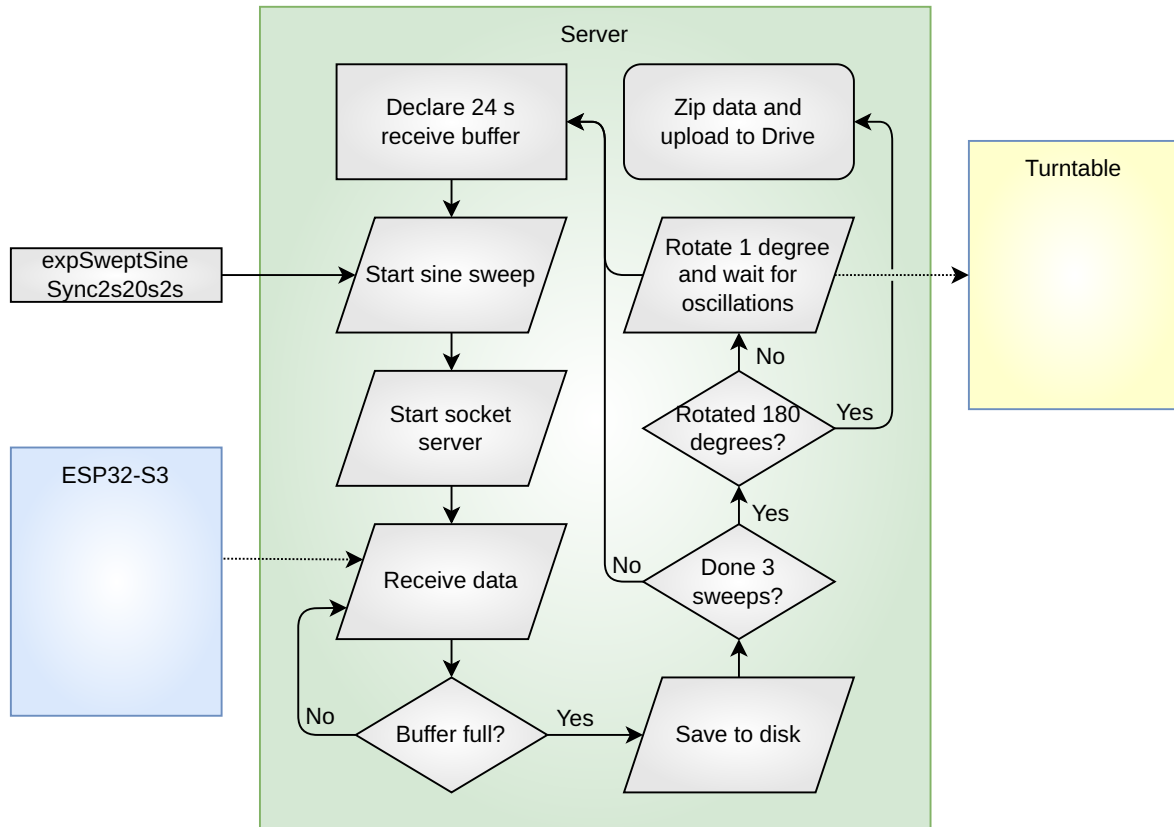 Server
Declare 24 s
receive buffer
Zip data and
upload to Drive
Turntable
expSweptSine
Sync2s20s2s
Start sine sweep
Rotate 1 degree
and wait for
oscillations
No
Start socket
server
Rotated 180
degrees?
Yes
ESP32-S3
Yes
Receive data
No
Done 3
sweeps?
No
Buffer full?
Yes
Save to disk